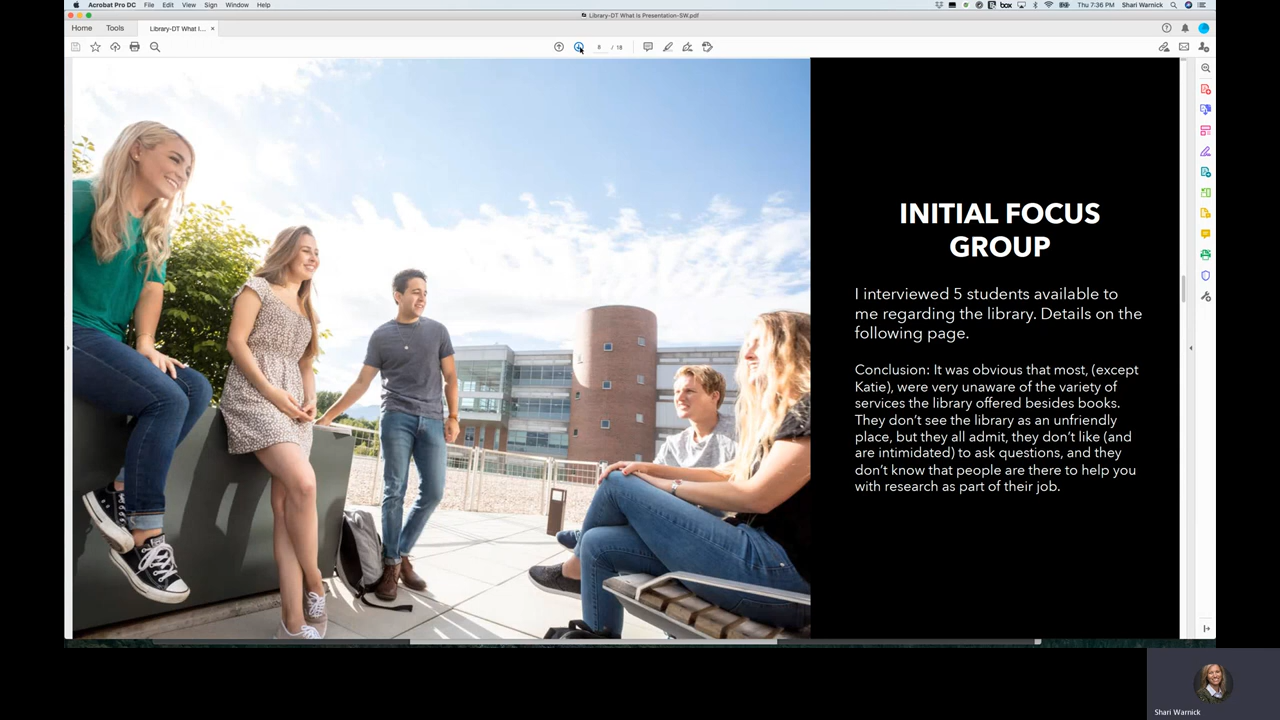 Acrobat Pro DC File Edit View Sign Window Help
box Thu 7:36 PM Shari Warnick
Library-DT What Is Presentation-SW.pdf
Home Tools Library-DT What I... ×
8 / 18
INITIAL FOCUS
GROUP
I interviewed 5 students available to
me regarding the library. Details on the
following page.
Conclusion: It was obvious that most, (except
Katie), were very unaware of the variety of
services the library offered besides books.
They don’t see the library as an unfriendly
place, but they all admit, they don’t like (and
are intimidated) to ask questions, and they
don’t know that people are there to help you
with research as part of their job.
Shari Warnick